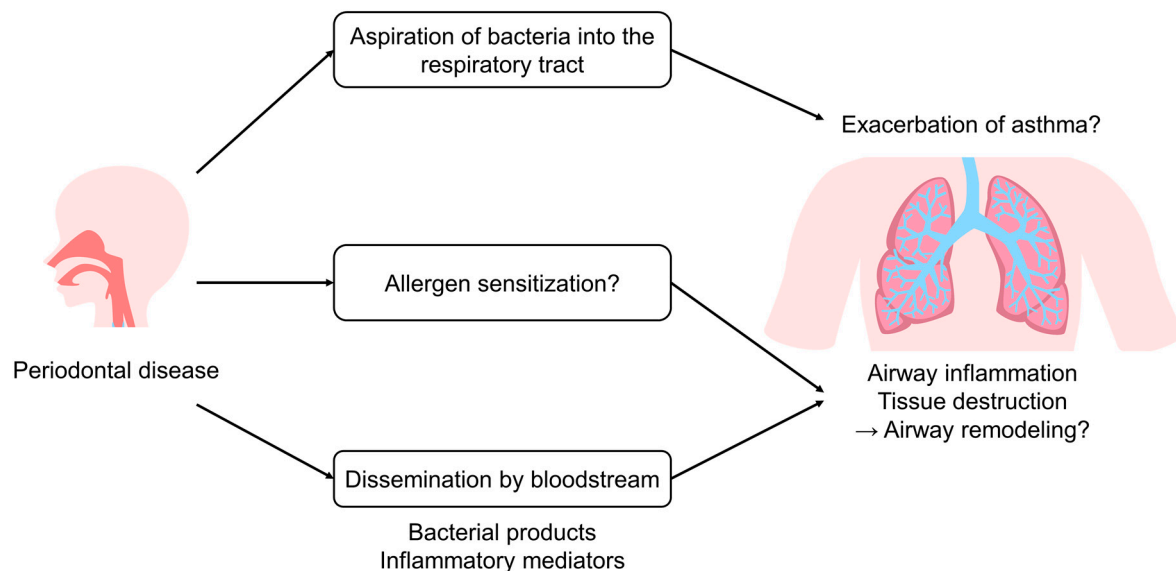 Aspiration of bacteria into the
respiratory tract
Exacerbation of asthma?
Allergen sensitization?
Periodontal disease
Airway inflammation
Tissue destruction
→ Airway remodeling?
Dissemination by bloodstream
Bacterial products
Inflammatory mediators